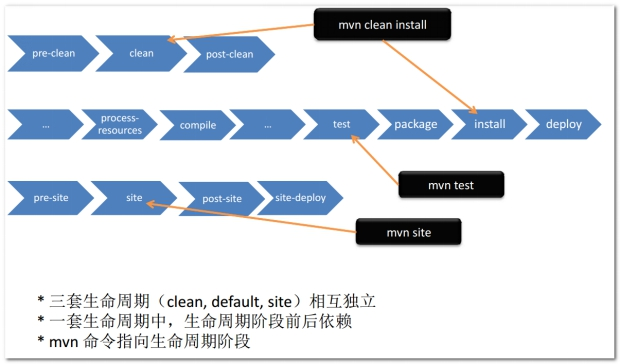 mvn clean install
pre-clean
clean
post-clean
...
process-
resources
compile
...
test
package
install
deploy
mvn test
pre-site
site
post-site
site-deploy
mvn site
* 三套生命周期（clean, default, site）相互独立
* 一套生命周期中，生命周期阶段前后依赖
* mvn 命令指向生命周期阶段